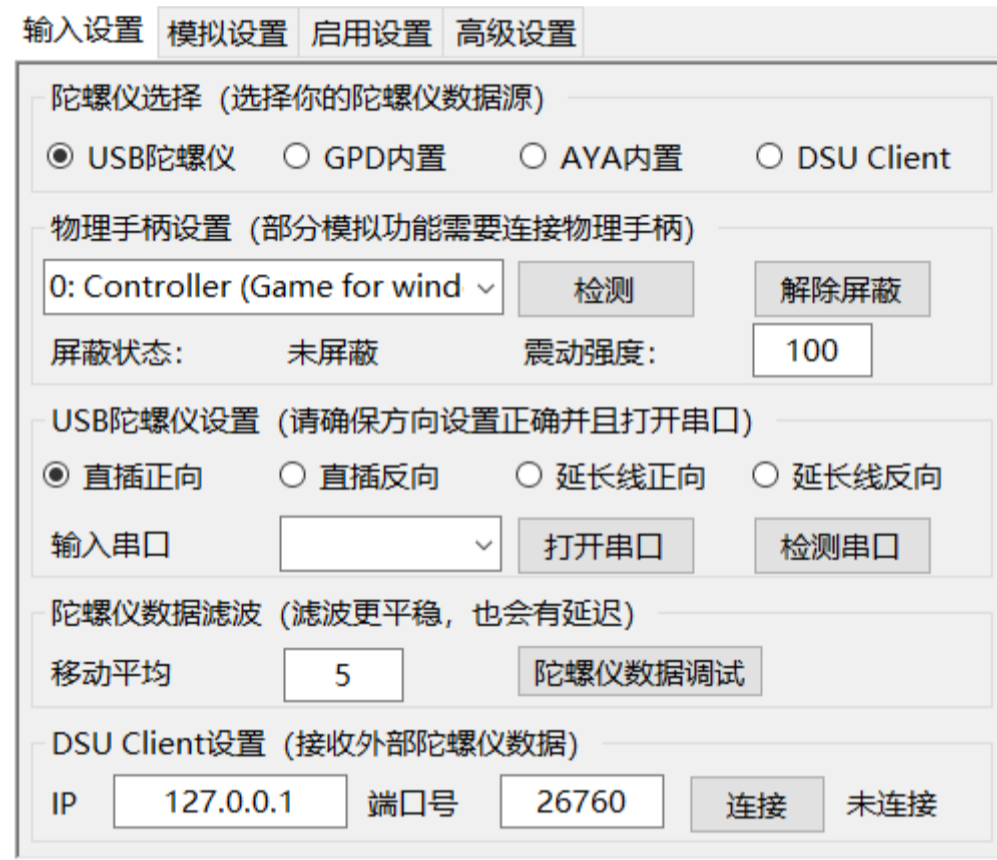 输入设置 模拟设置 启用设置 高级设置
陀螺仪选择（选择你的陀螺仪数据源）
USB陀螺仪 GPD内置 AYA内置 DSU Client
物理手柄设置（部分模拟功能需要连接物理手柄）
0: Controller (Game for wind 检测 解除屏蔽
屏蔽状态： 未屏蔽 震动强度： 100
USB陀螺仪设置（请确保方向设置正确并且打开串口）
直插正向 直插反向 延长线正向 延长线反向
输入串口 打开串口 检测串口
陀螺仪数据滤波（滤波更平稳，也会有延迟）
移动平均 5 陀螺仪数据调试
DSU Client设置（接收外部陀螺仪数据）
IP 127.0.0.1 端口号 26760 连接 未连接